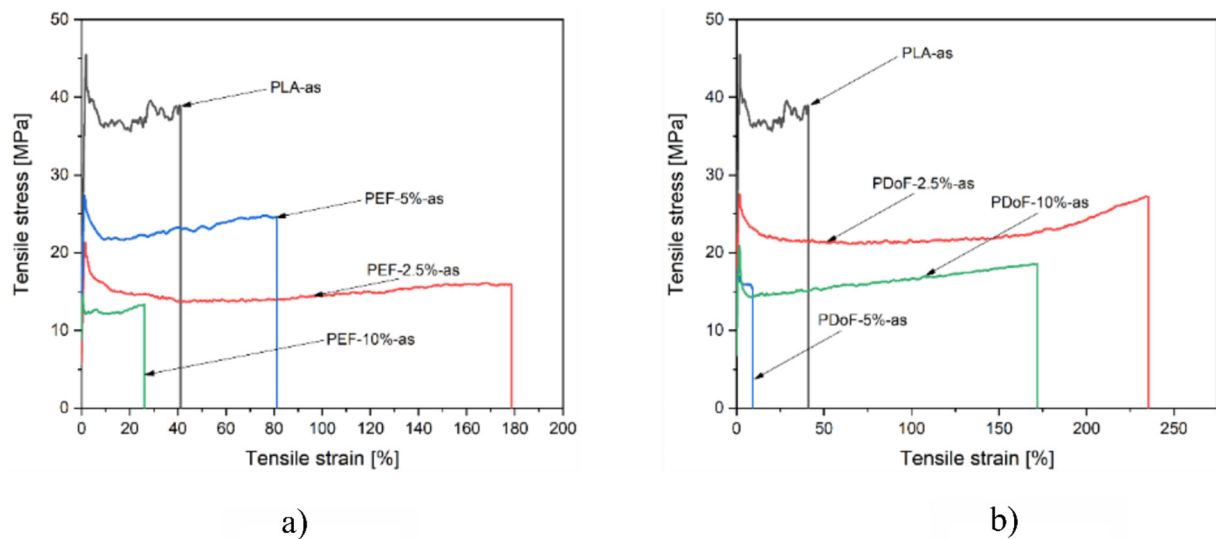 50
40
30
20
10
0
Tensile stress [MPa]
PLA-as
PEF-5%-as
PEF-2.5%-as
PEF-10%-as
0 20 40 60 80 100 120 140 160 180 200
Tensile strain [%]
a)
50
40
30
20
10
0
Tensile stress [MPa]
PLA-as
PDoF-2.5%-as
PDoF-10%-as
PDoF-5%-as
0 50 100 150 200 250
Tensile strain [%]
b)